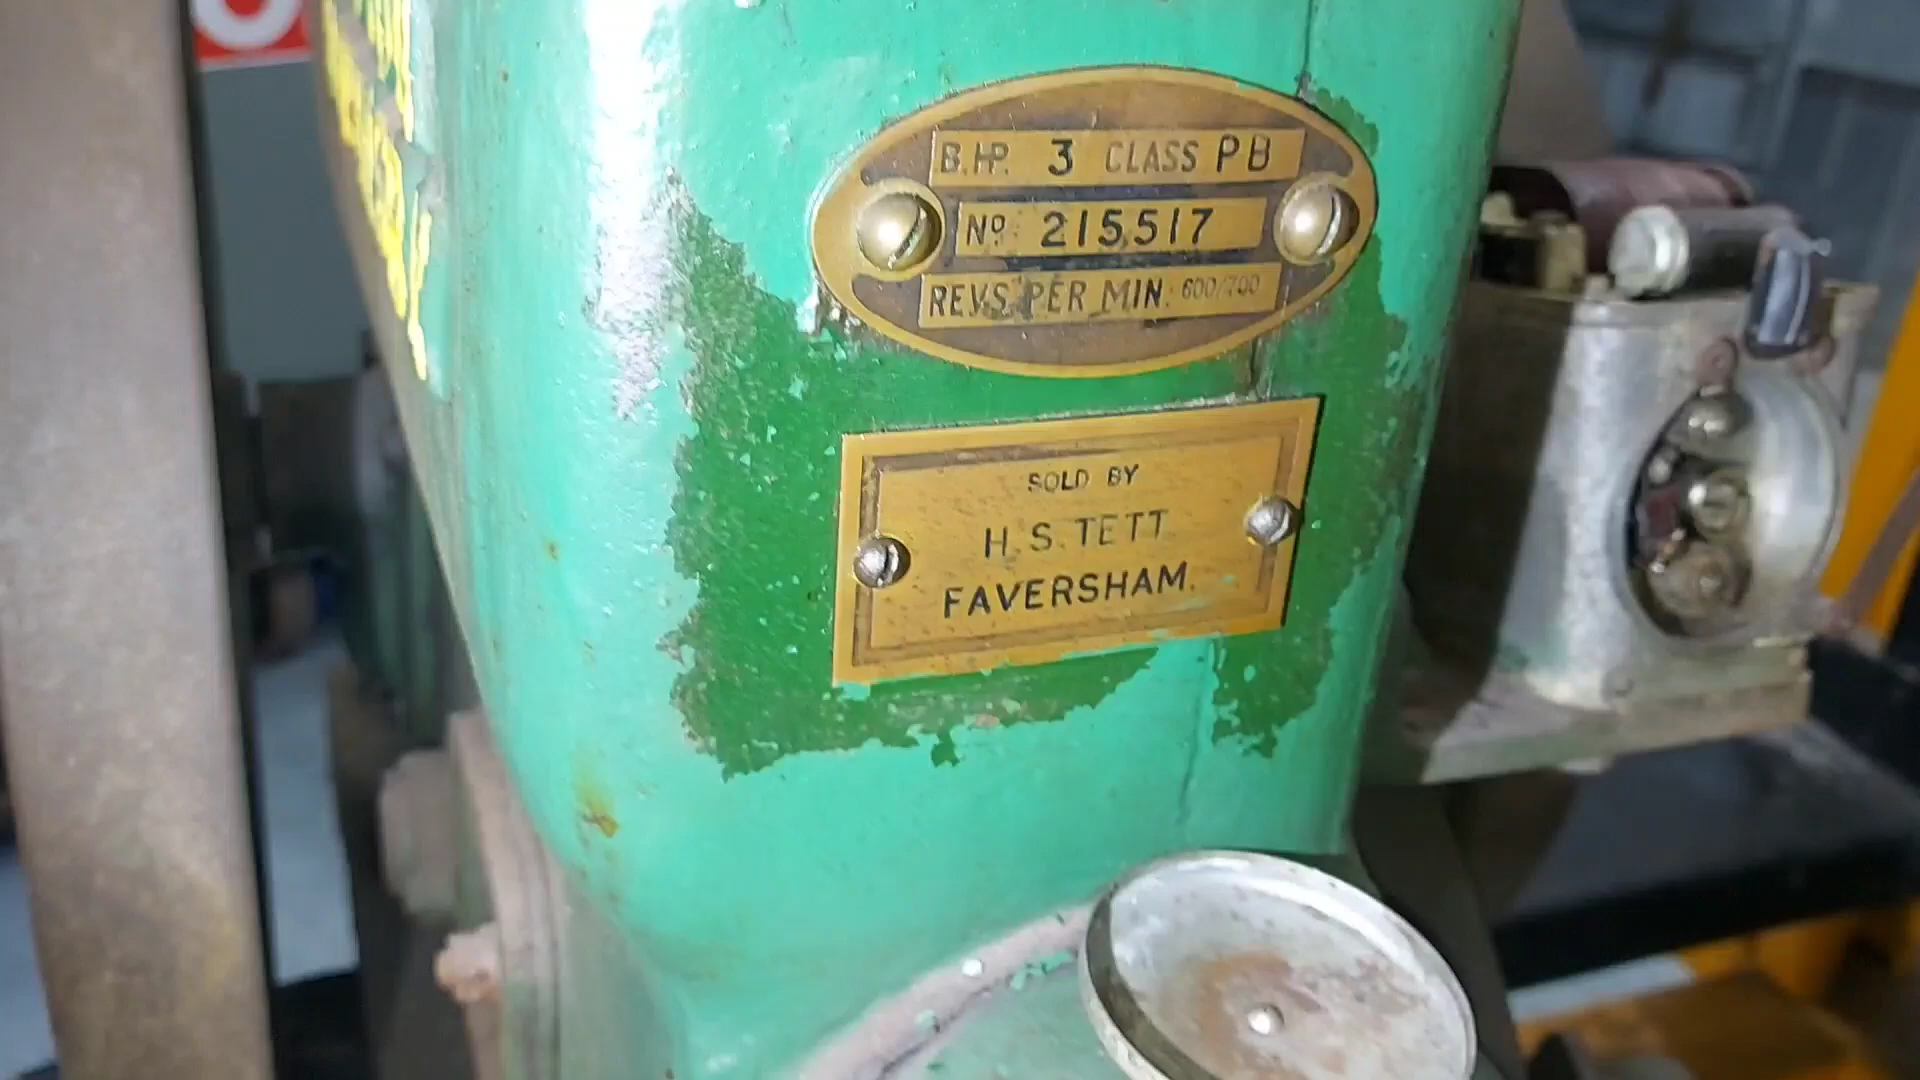 B.HP. 3 CLASS PB
Nº 215517
REVS PER MIN. 600/700
SOLD BY
H.S. TETT
FAVERSHAM.